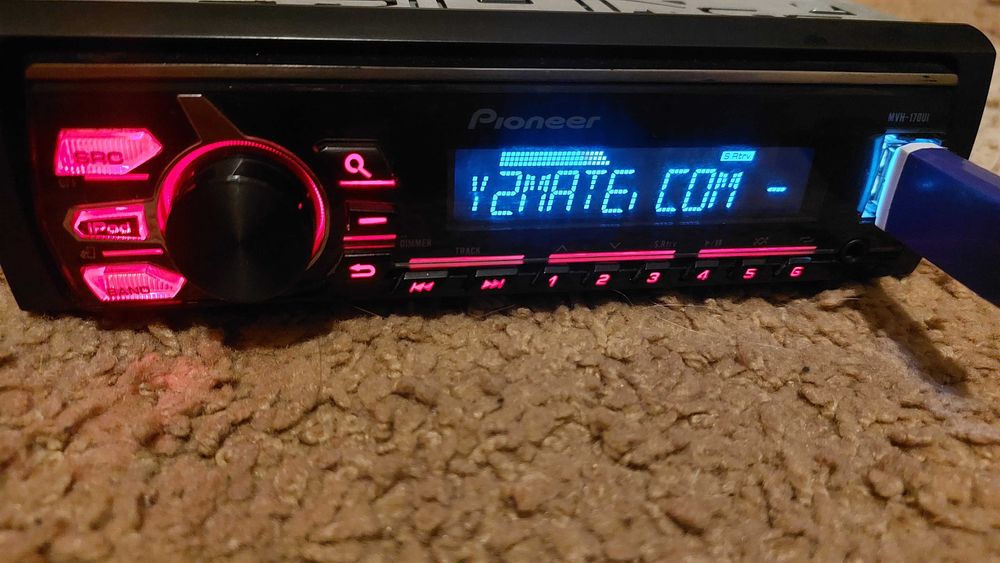 Pioneer
MVH-170UI
SRC
S.Rtrv
Y2MATE, COM -
iPod
DIMMER
TRACK
S.Rtrv
BAND
1 2 3 4 5 6